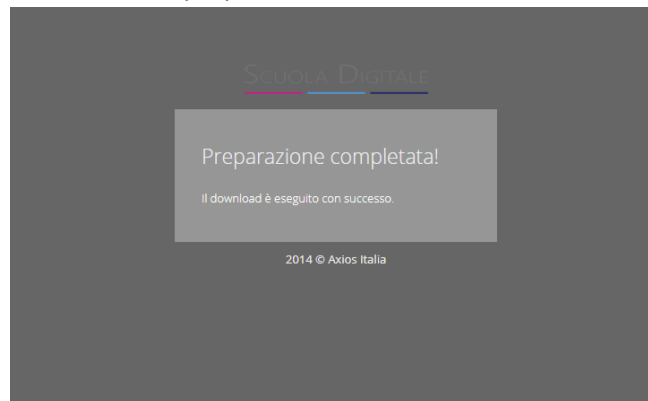 SCUOLA DIGITALE
Preparazione completata!
Il download è eseguito con successo.
2014 © Axios Italia